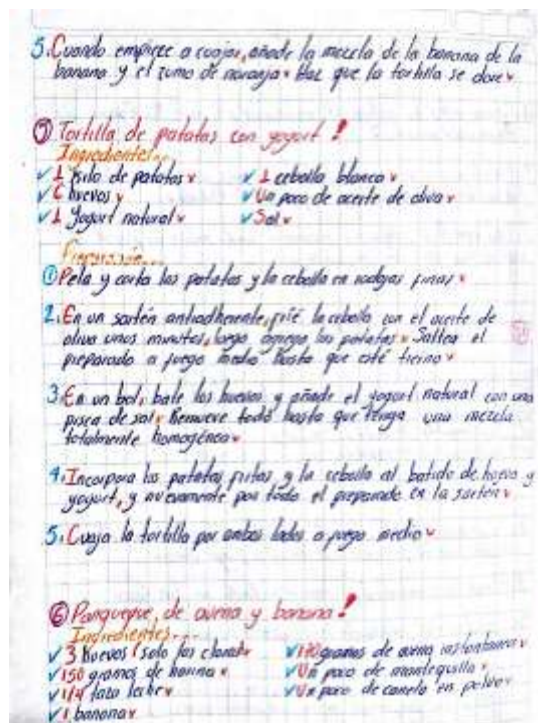 5. Cuando empiece a cuajar, añade la mezcla de la banana de la
banana y el zumo de naranja. Haz que la tortilla se dore
Tortilla de patatas con yogurt!
Ingredientes...
1 kilo de patatas
1 cebolla blanca
6 huevos
Un poco de aceite de oliva
1 Yogurt natural
Sal
Preparación...
1 Pela y corta las patatas y la cebolla en rodajas finas
2. En un sartén antiadherente, fríe la cebolla con el aceite de
oliva unos minutos, luego agrega las patatas. Saltea el
preparado a fuego medio hasta que esté tierno
3. En un bol, bate los huevos y añade el yogurt natural con una
pisca de sal. Remueve todo hasta que tenga una mezcla
totalmente homogénea
4. Incorpora las patatas fritas y la cebolla al batido de huevo y
yogurt, y nuevamente pon todo el preparado en la sartén
5. Cuaja la tortilla por ambos lados a fuego medio
6 Panqueque de avena y banana!
Ingredientes...
3 huevos (solo las claras
gramos de avena instantanea
150 gramos de harina
Un poco de mantequilla
1/4 taza leche
Un poco de canela en polvo
1 banana